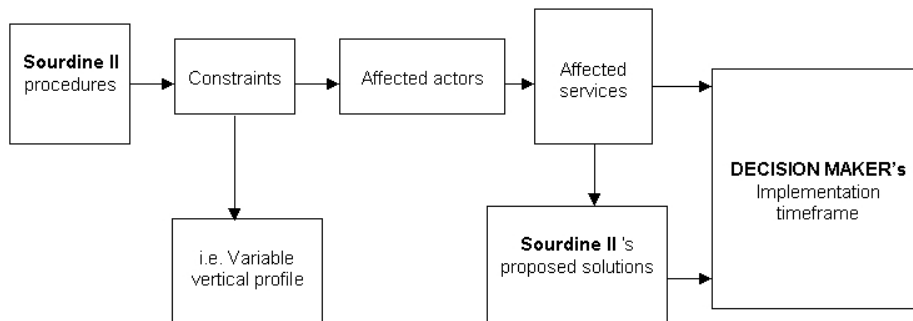 Sourdine II
procedures
Constraints
Affected actors
Affected
services
DECISION MAKER's
Implementation
timeframe
i.e. Variable
vertical profile
Sourdine II 's
proposed solutions